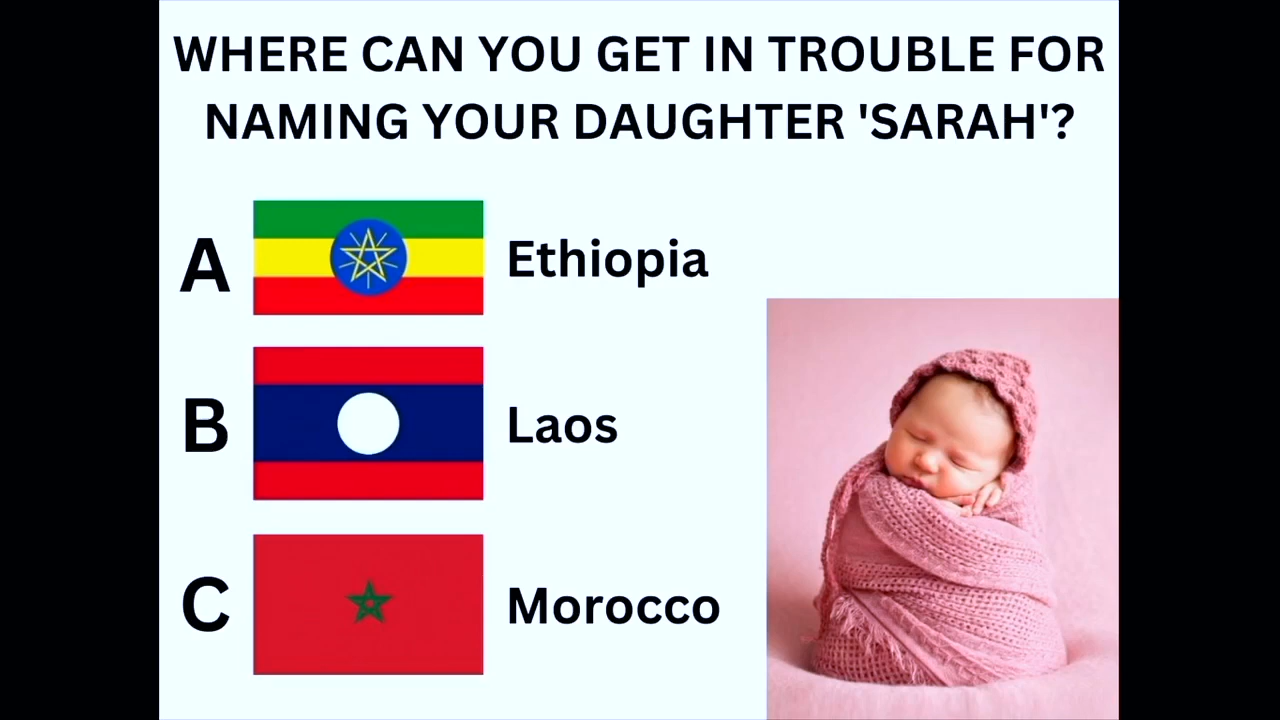 WHERE CAN YOU GET IN TROUBLE FOR
NAMING YOUR DAUGHTER 'SARAH'?
A Ethiopia
B Laos
C Morocco